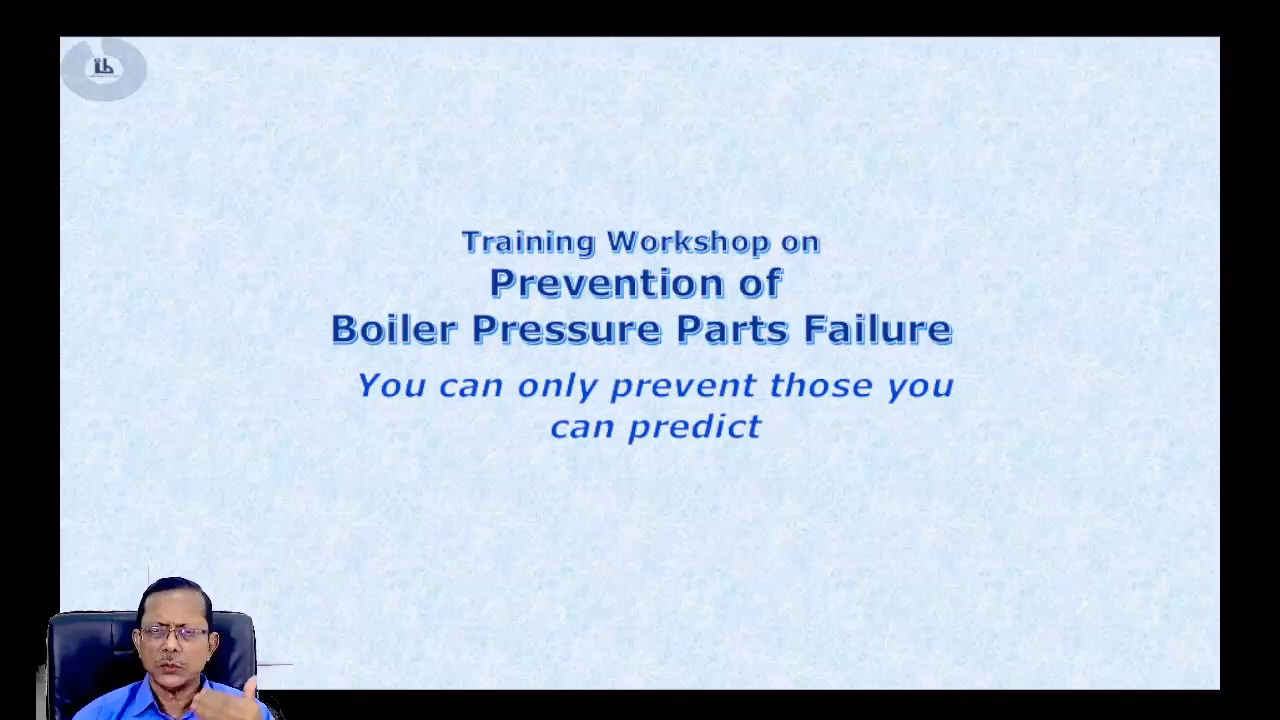 Training Workshop on
Prevention of
Boiler Pressure Parts Failure
You can only prevent those you
can predict